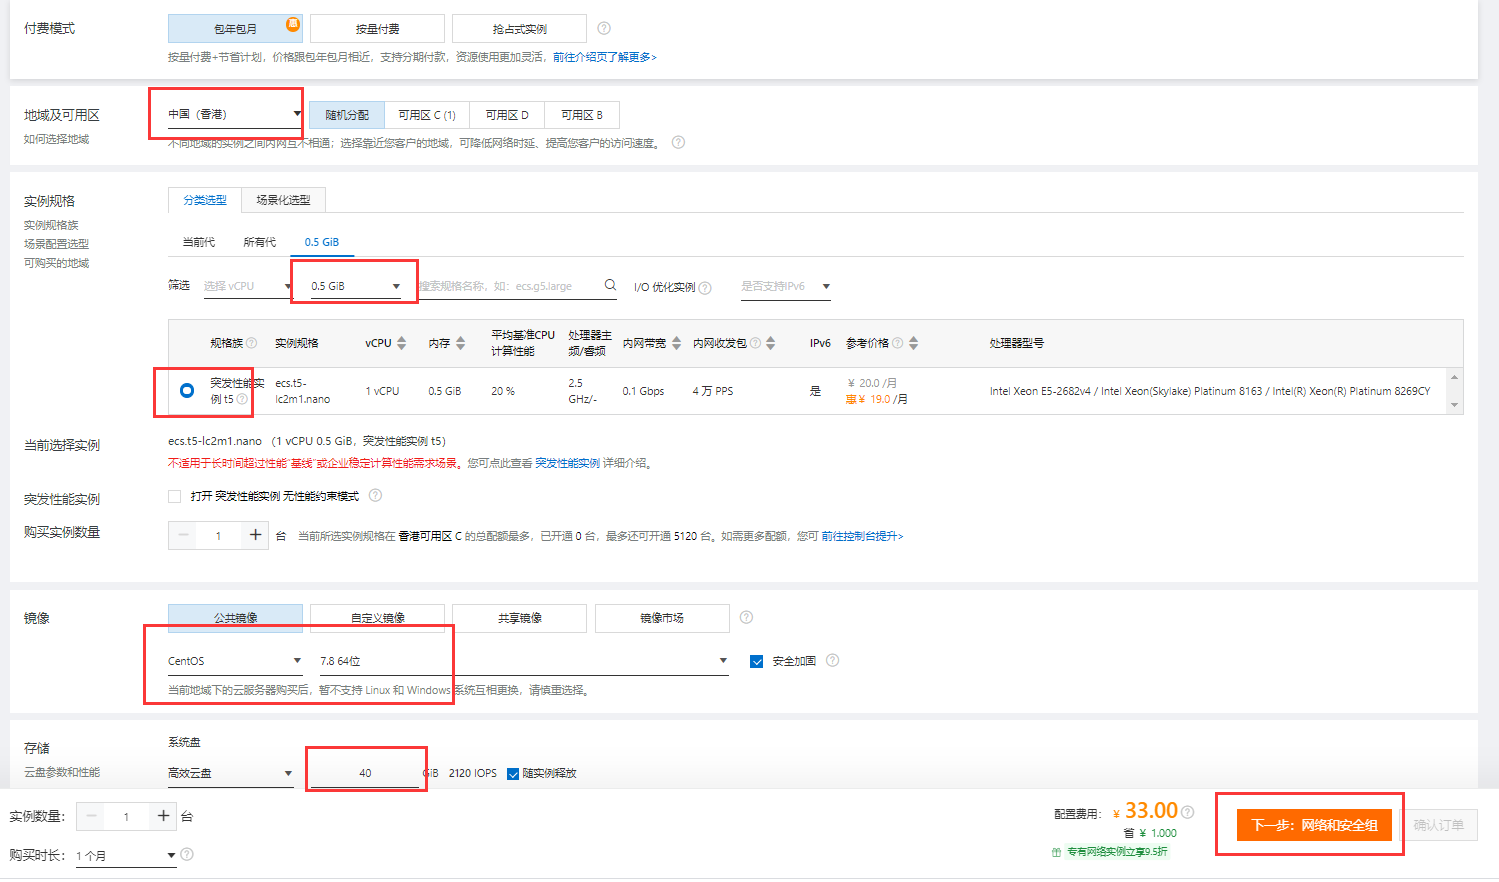 付费模式
包年包月 惠 按量付费 抢占式实例
按量付费+节省计划，价格跟包年包月相近，支持分期付款，资源使用更加灵活，前往介绍页了解更多>
地域及可用区
如何选择地域
中国（香港） 随机分配 可用区 C (1) 可用区 D 可用区 B
不同地域的实例之间内网互不相通；选择靠近您客户的地域，可降低网络时延、提高您客户的访问速度。
实例规格
实例规格族
场景配置选型
可购买的地域
分类选型 场景化选型
当前代 所有代 0.5 GiB
筛选 选择 vCPU 0.5 GiB 搜索规格名称，如：ecs.g5.large I/O 优化实例 是否支持IPv6
规格族 实例规格 vCPU 内存 平均基准CPU计算性能 处理器主频/睿频 内网带宽 内网收发包 IPv6 参考价格 处理器型号
突发性能实例 t5 ecs.t5-lc2m1.nano 1 vCPU 0.5 GiB 20 % 2.5 GHz/- 0.1 Gbps 4 万 PPS 是 ¥ 20.0 /月 惠¥ 19.0 /月 Intel Xeon E5-2682v4 / Intel Xeon(Skylake) Platinum 8163 / Intel(R) Xeon(R) Platinum 8269CY
当前选择实例
ecs.t5-lc2m1.nano （1 vCPU 0.5 GiB，突发性能实例 t5）
不适用于长时间超过性能“基线”或企业稳定计算性能需求场景。您可点此查看 突发性能实例 详细介绍。
突发性能实例 打开 突发性能实例 无性能约束模式
购买实例数量 − 1 + 台 当前所选实例规格在 香港可用区 C 的总配额最多，已开通 0 台，最多还可开通 5120 台。如需更多配额，您可 前往控制台提升>
镜像 公共镜像 自定义镜像 共享镜像 镜像市场
CentOS 7.8 64位 安全加固
当前地域下的云服务器购买后，暂不支持 Linux 和 Windows 系统互相更换，请慎重选择。
存储
云盘参数和性能
系统盘
高效云盘 40 GiB 2120 IOPS 随实例释放
实例数量： − 1 + 台
购买时长： 1 个月
配置费用： ¥ 33.00
省 ¥ 1.000
专有网络实例立享9.5折
下一步：网络和安全组 确认订单